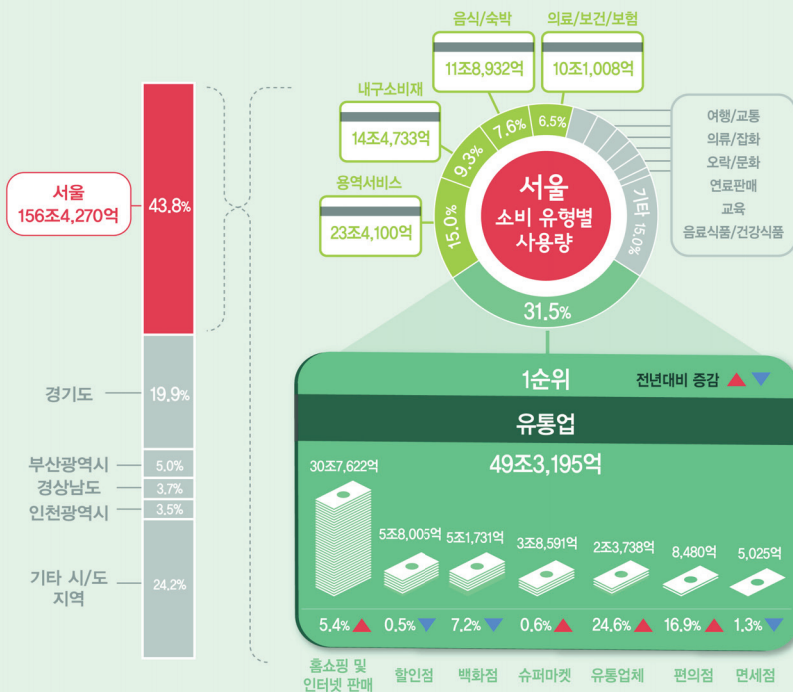 음식/숙박
11조8,932억
의료/보건/보험
10조1,008억
내구소비재
14조4,733억
용역서비스
23조4,100억
서울
156조4,270억
43.8%
경기도
19.9%
부산광역시
5.0%
경상남도
3.7%
인천광역시
3.5%
기타 시/도
지역
24.2%
15.0%
9.3%
7.6%
6.5%
기타 15.0%
31.5%
서울
소비 유형별
사용량
여행/교통
의류/잡화
오락/문화
연료판매
교육
음료식품/건강식품
1순위
전년대비 증감
유통업
49조3,195억
30조7,622억
5조8,005억
5조1,731억
3조8,591억
2조3,738억
8,480억
5,025억
5.4%
0.5%
7.2%
0.6%
24.6%
16.9%
1.3%
홈쇼핑 및
인터넷 판매
할인점
백화점
슈퍼마켓
유통업체
편의점
면세점